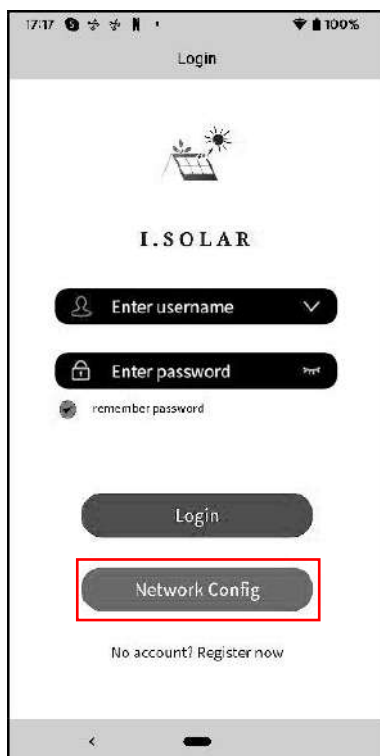 17:17 100%
Login
I.SOLAR
Enter username
Enter password
remember password
Login
Network Config
No account? Register now